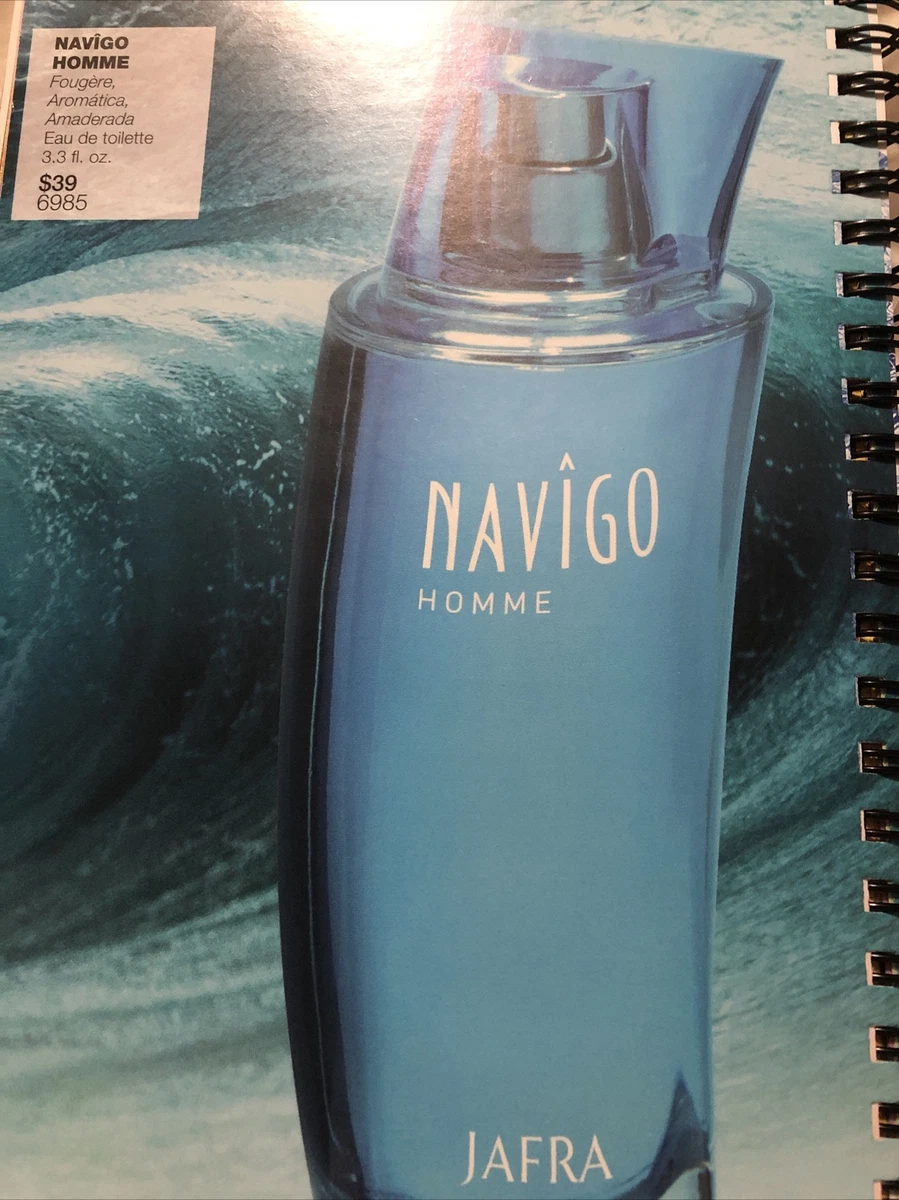 NAVÎGO
HOMME
Fougère,
Aromática,
Amaderada
Eau de toilette
3.3 fl. oz.
$39
6985
NAVÎGO
HOMME
JAFRA